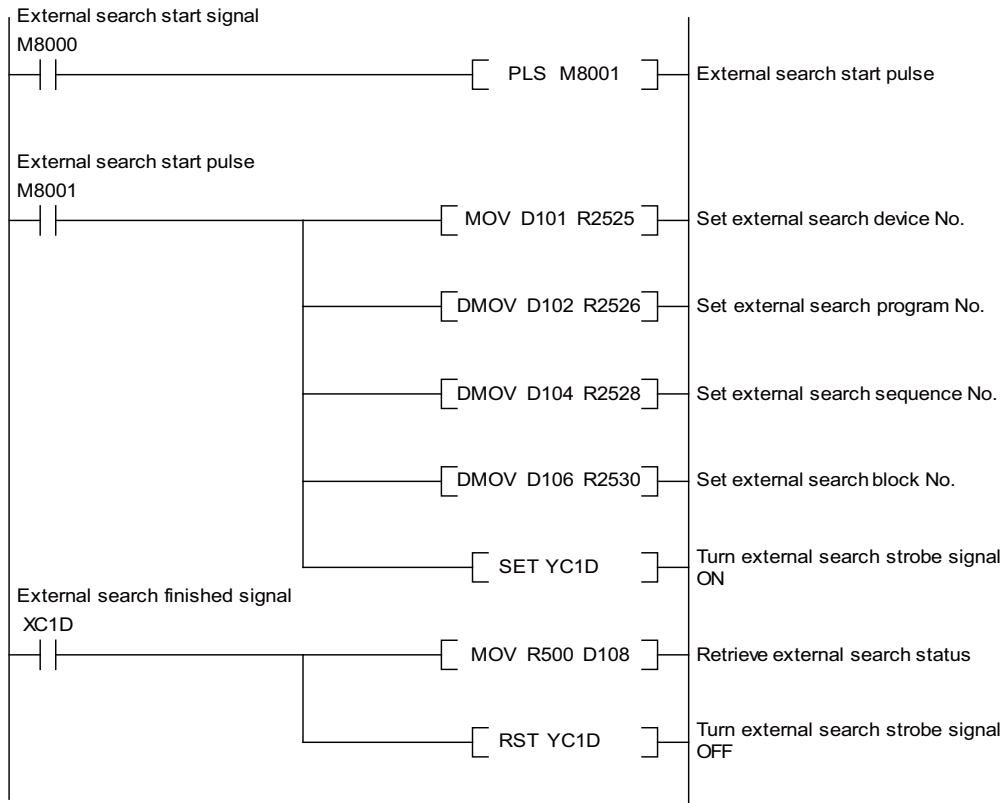 External search start signal
M8000
PLS M8001 External search start pulse
External search start pulse
M8001
MOV D101 R2525 Set external search device No.
DMOV D102 R2526 Set external search program No.
DMOV D104 R2528 Set external search sequence No.
DMOV D106 R2530 Set external search block No.
SET YC1D Turn external search strobe signal
ON
External search finished signal
XC1D
MOV R500 D108 Retrieve external search status
RST YC1D Turn external search strobe signal
OFF